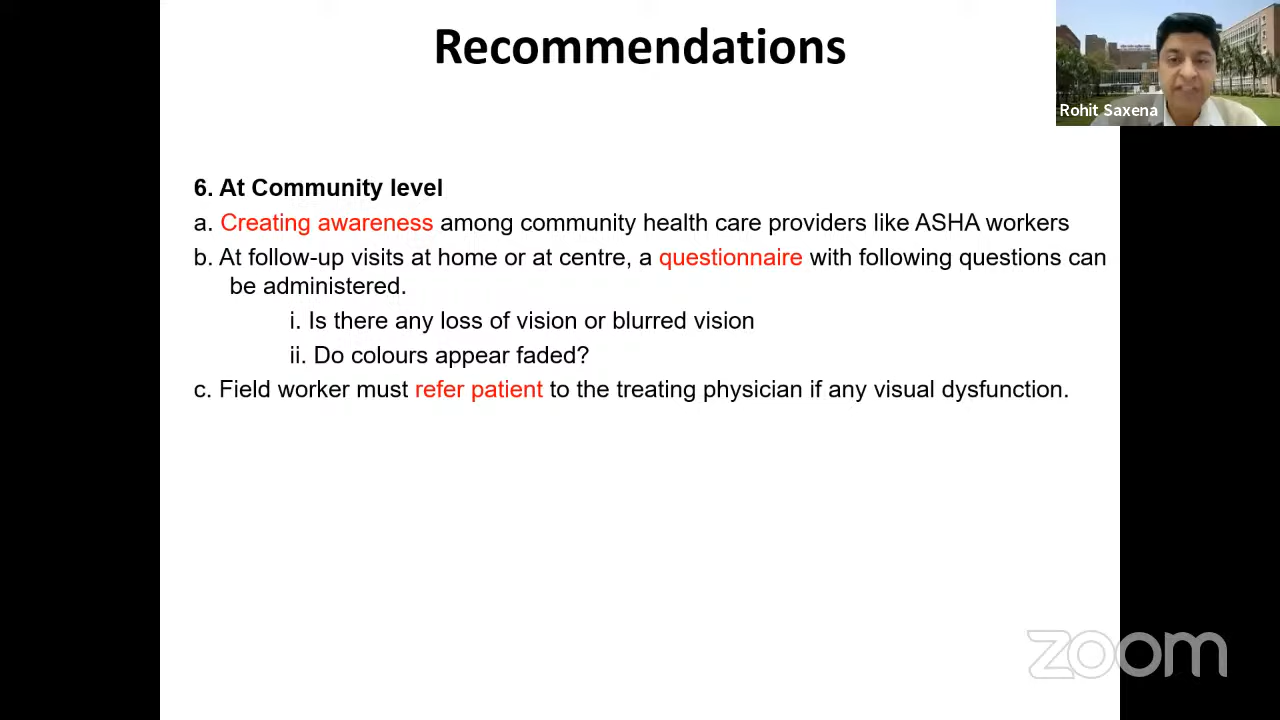 Recommendations
Rohit Saxena
6. At Community level
a. Creating awareness among community health care providers like ASHA workers
b. At follow-up visits at home or at centre, a questionnaire with following questions can
be administered.
i. Is there any loss of vision or blurred vision
ii. Do colours appear faded?
c. Field worker must refer patient to the treating physician if any visual dysfunction.
zoom